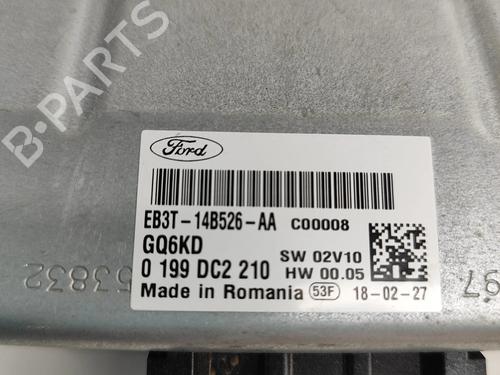 B-PARTS
Ford
EB3T-14B526-AA C00008
GQ6KD
SW 02V10
0 199 DC2 210
HW 00.05
Made in Romania 53F 18-02-27
53832
97